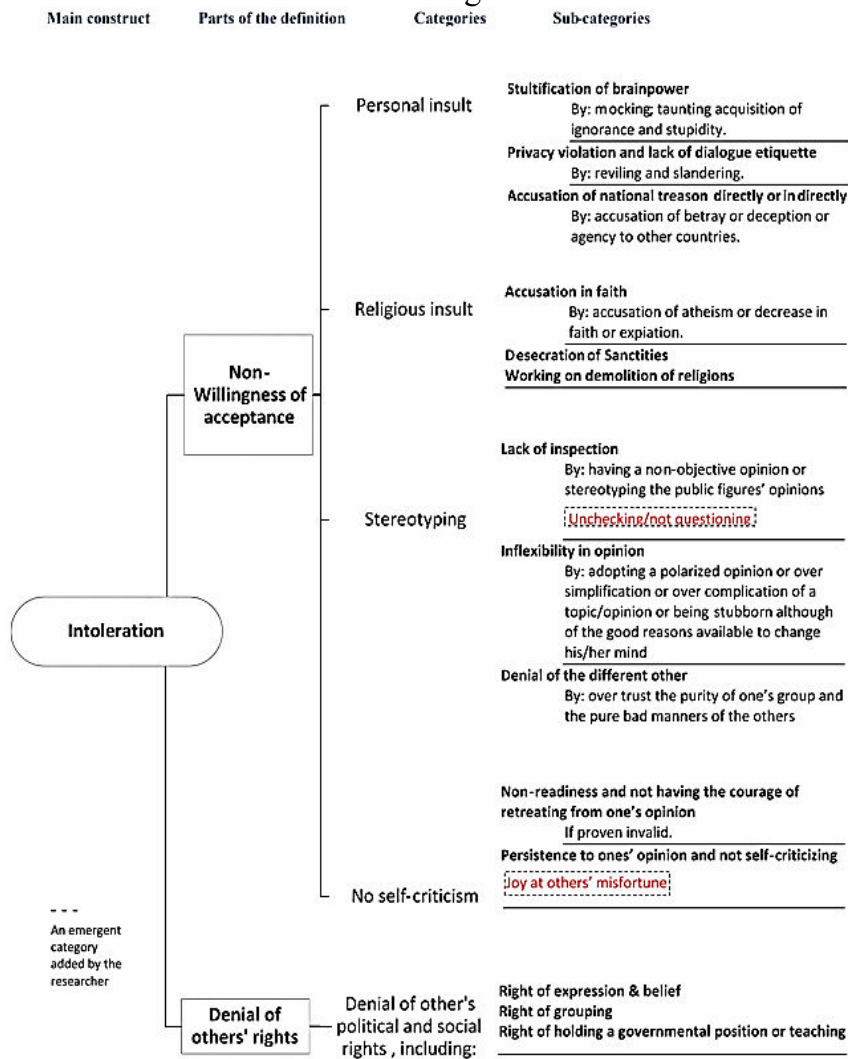 Main construct Parts of the definition Categories Sub-categories
Stultification of brainpower
By: mocking; taunting acquisition of
ignorance and stupidity.
Personal insult
Privacy violation and lack of dialogue etiquette
By: reviling and slandering.
Accusation of national treason directly or indirectly
By: accusation of betray or deception or
agency to other countries.
Religious insult
Accusation in faith
By: accusation of atheism or decrease in
faith or expiation.
Desecration of Sanctities
Working on demolition of religions
Non-
Willingness of
acceptance
Stereotyping
Lack of inspection
By: having a non-objective opinion or
stereotyping the public figures' opinions
Unchecking/not questioning
Inflexibility in opinion
By: adopting a polarized opinion or over
simplification or over complication of a
topic/opinion or being stubborn although
of the good reasons available to change
his/her mind
Denial of the different other
By: over trust the purity of one's group and
the pure bad manners of the others
Intoleration
No self-criticism
Non-readiness and not having the courage of
retreating from one's opinion
If proven invalid.
Persistence to ones' opinion and not self-criticizing
Joy at others' misfortune
- - -
An emergent
category
added by the
researcher
Denial of
others' rights
Denial of other's
political and social
rights , including:
Right of expression & belief
Right of grouping
Right of holding a governmental position or teaching